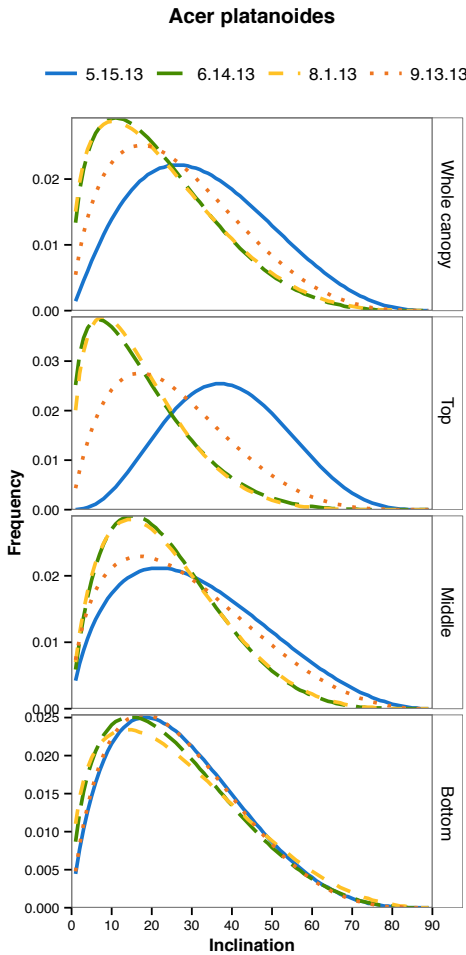 Acer platanoides
5.15.13 6.14.13 8.1.13 9.13.13
0.02
0.01
0.00
Whole canopy
0.03
0.02
0.01
0.00
Top
0.02
0.01
0.00
Middle
0.025
0.020
0.015
0.010
0.005
0.000
Bottom
0 10 20 30 40 50 60 70 80 90
Inclination
Frequency